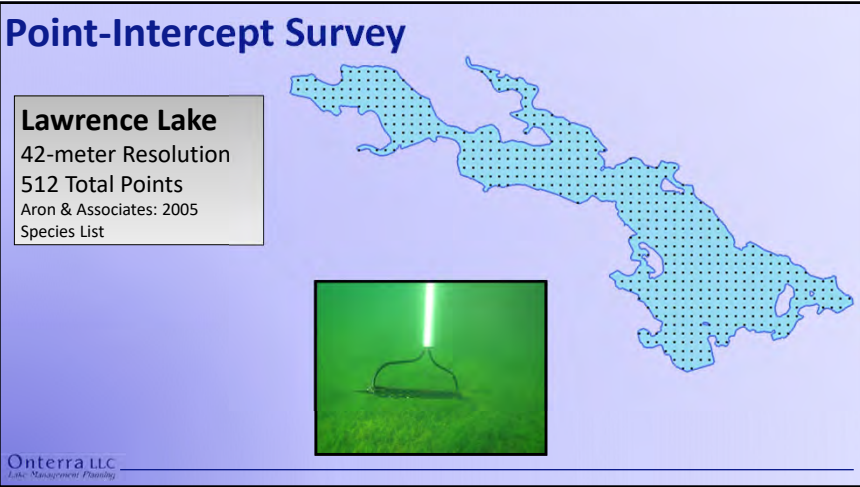 Point-Intercept Survey
Lawrence Lake
42-meter Resolution
512 Total Points
Aron & Associates: 2005
Species List
Onterra LLC
Lake Management Planning